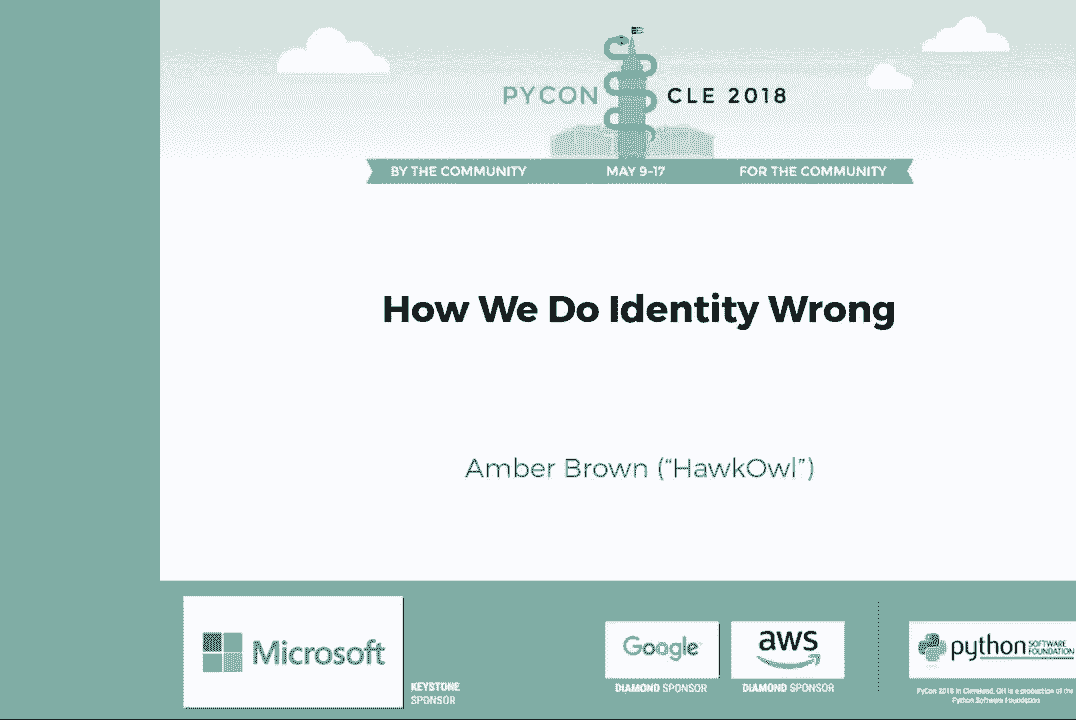 PYCON CLE 2018
BY THE COMMUNITY MAY 9-17 FOR THE COMMUNITY
How We Do Identity Wrong
Amber Brown (“HawkOwl”)
Microsoft
KEYSTONE
SPONSOR
Google
DIAMOND SPONSOR
aws
DIAMOND SPONSOR
python SOFTWARE
FOUNDATION
PyCon 2018 in Cleveland, OH is a production of the
Python Software Foundation